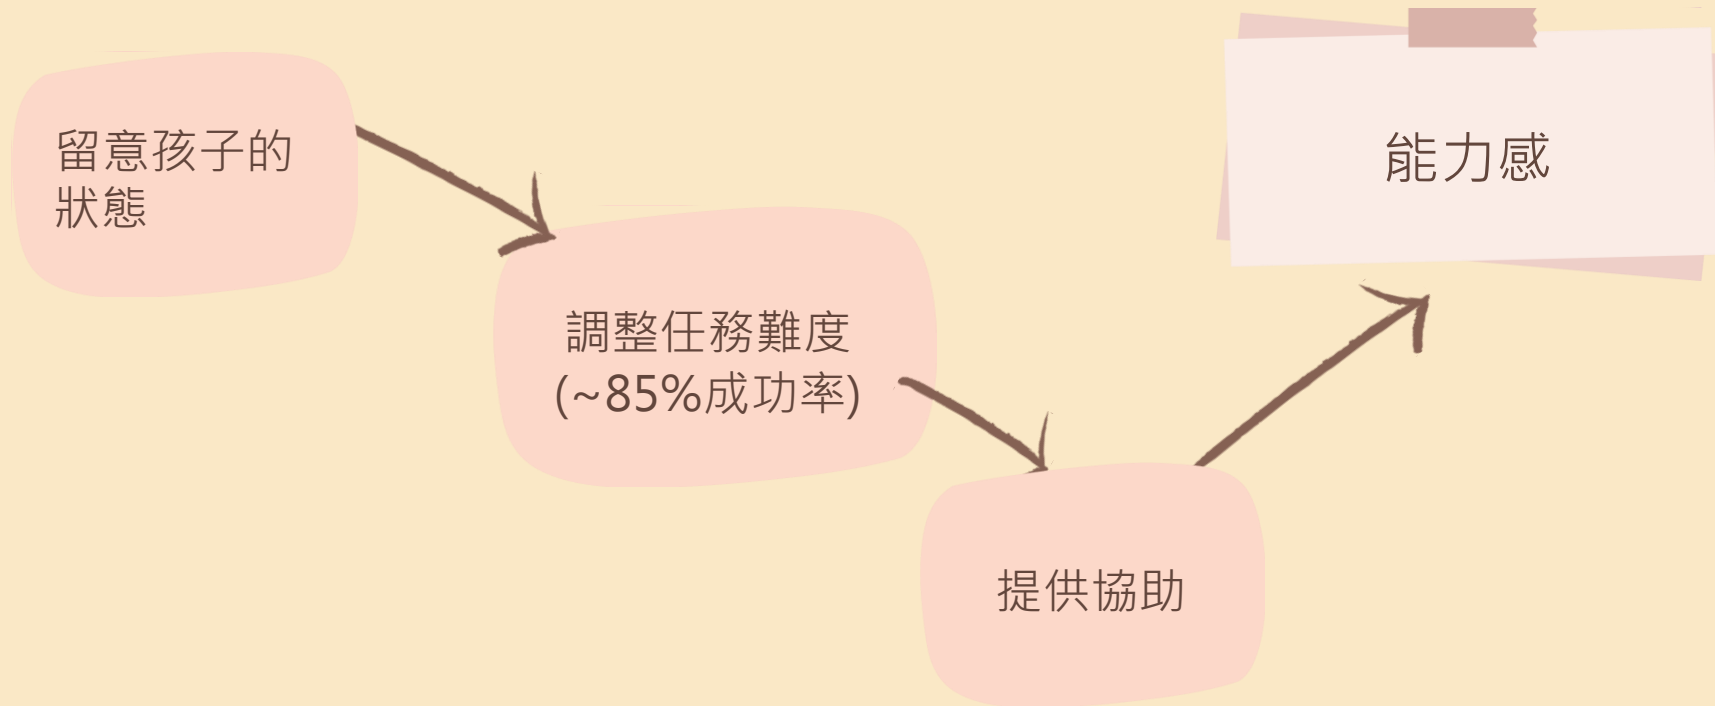 留意孩子的
狀態
調整任務難度
(~85%成功率)
提供協助
能力感